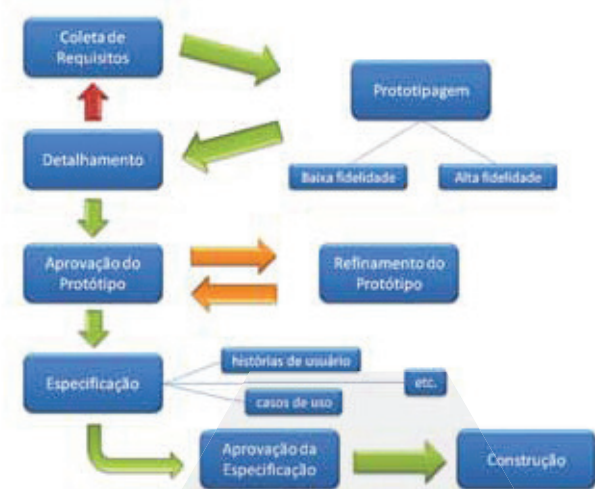 Coleta de
Requisitos
Prototipagem
Detalhamento
Baixa fidelidade
Alta fidelidade
Aprovação do
Protótipo
Refinamento do
Protótipo
histórias de usuário
Especificação
etc.
casos de uso
Aprovação da
Especificação
Construção